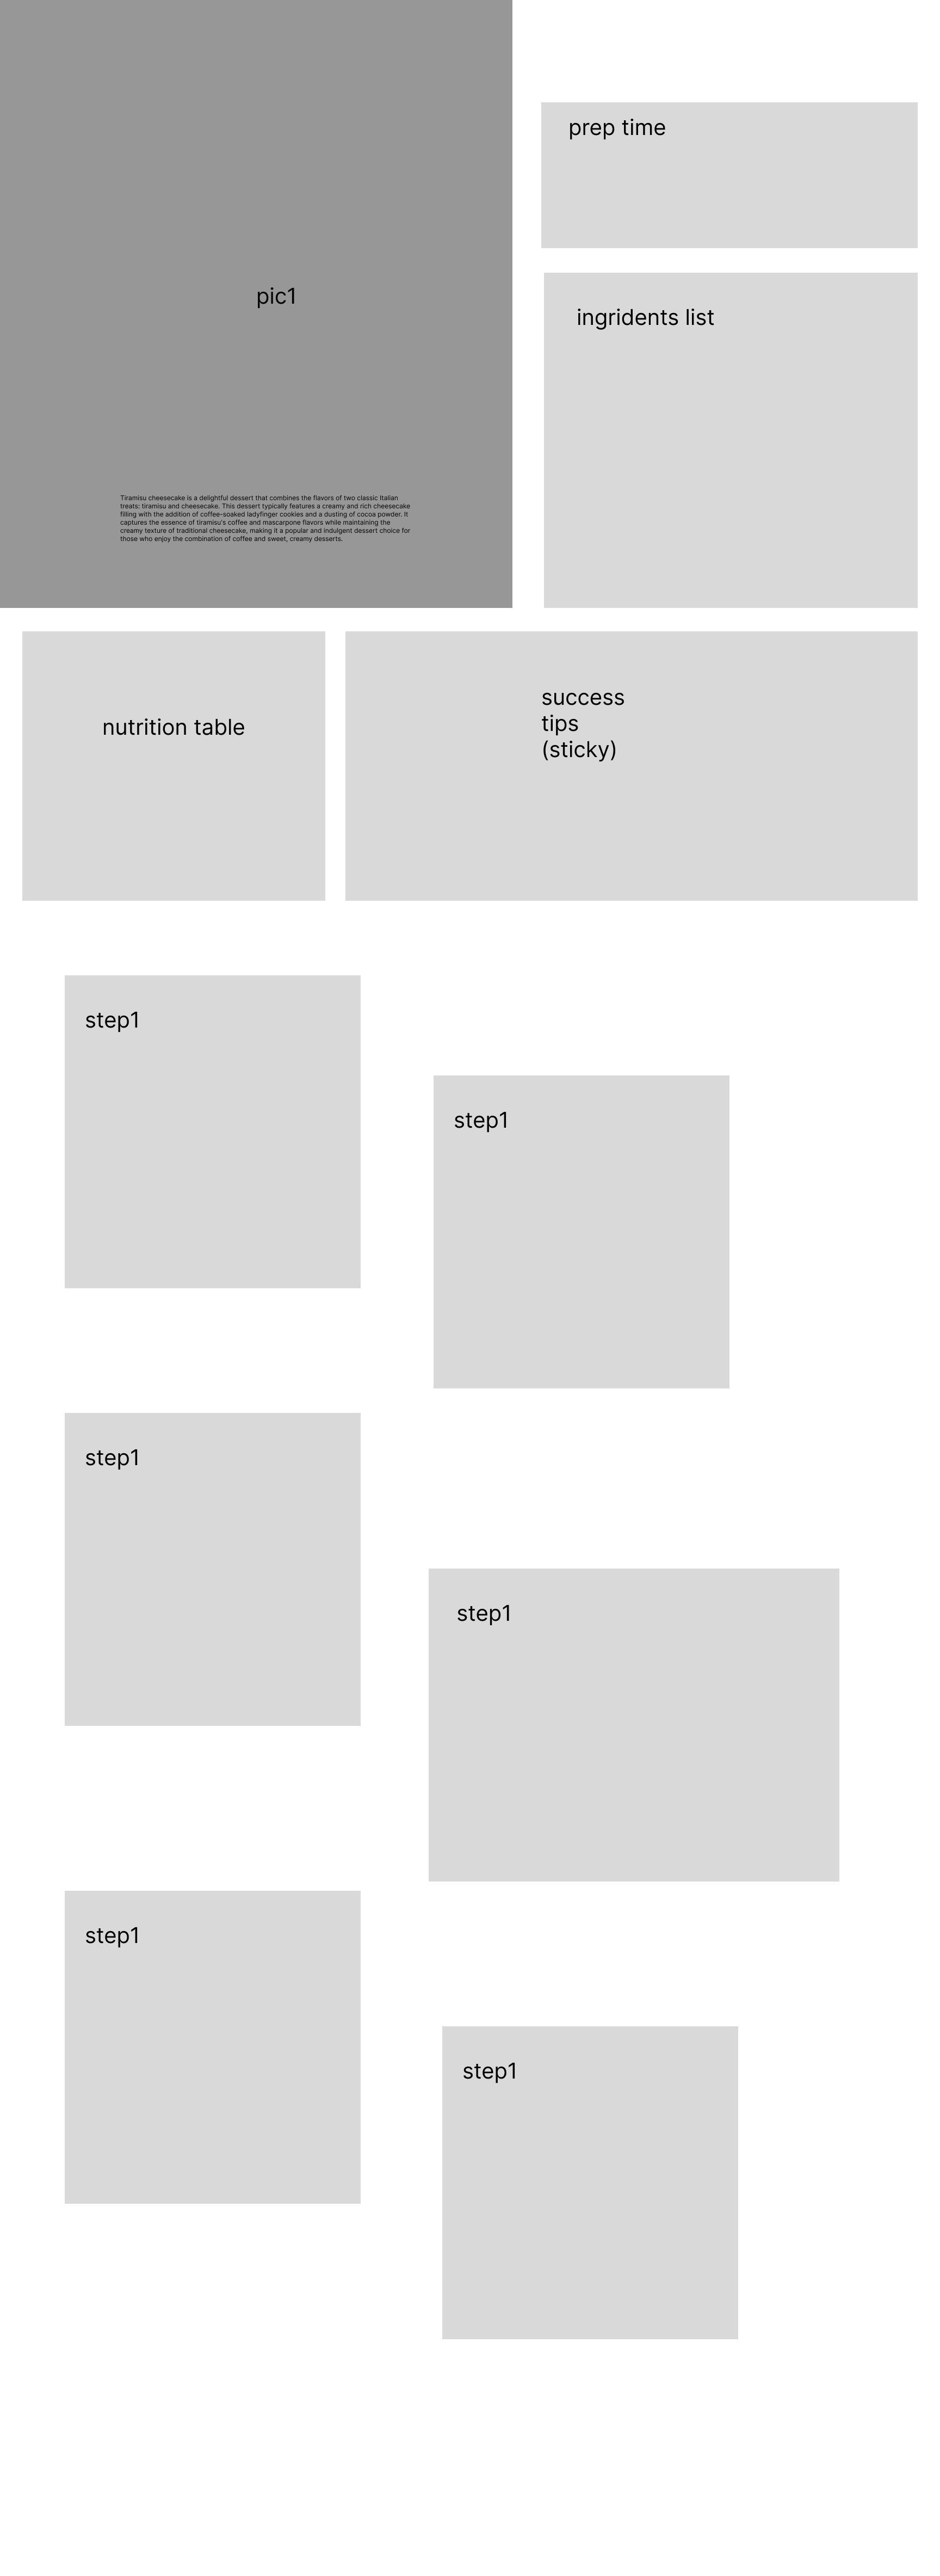 prep time
pic1
ingridents list
Tiramisu cheesecake is a delightful dessert that combines the flavors of two classic Italian
treats: tiramisu and cheesecake. This dessert typically features a creamy and rich cheesecake
filling with the addition of coffee-soaked ladyfinger cookies and a dusting of cocoa powder. It
captures the essence of tiramisu's coffee and mascarpone flavors while maintaining the
creamy texture of traditional cheesecake, making it a popular and indulgent dessert choice for
those who enjoy the combination of coffee and sweet, creamy desserts.
nutrition table
success
tips
(sticky)
step1
step1
step1
step1
step1
step1